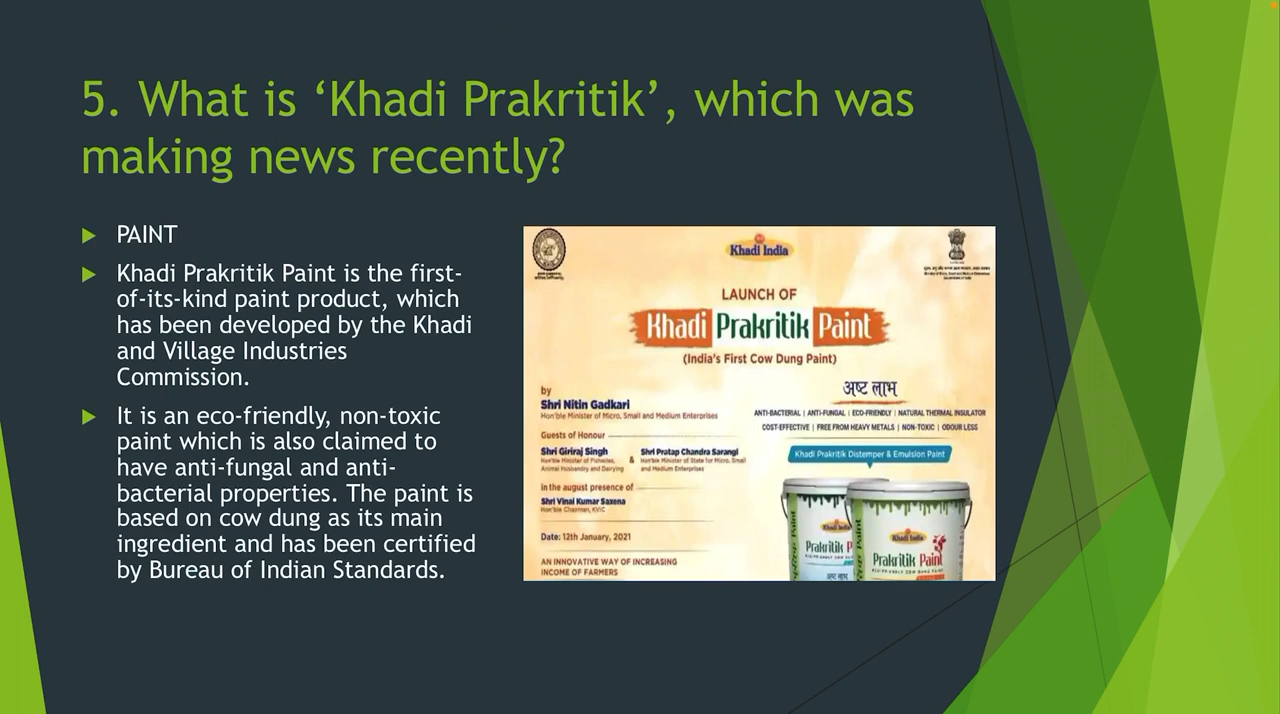 5. What is ‘Khadi Prakritik’, which was
making news recently?
PAINT
Khadi Prakritik Paint is the first-
of-its-kind paint product, which
has been developed by the Khadi
and Village Industries
Commission.
It is an eco-friendly, non-toxic
paint which is also claimed to
have anti-fungal and anti-
bacterial properties. The paint is
based on cow dung as its main
ingredient and has been certified
by Bureau of Indian Standards.
Khadi India
LAUNCH OF
Khadi Prakritik Paint
(India's First Cow Dung Paint)
by
Shri Nitin Gadkari
Hon'ble Minister of Micro, Small and Medium Enterprises
Guests of Honour
Shri Giriraj Singh
Hon'ble Minister of Fisheries,
Animal Husbandry and Dairying
&
Shri Pratap Chandra Sarangi
Hon'ble Minister of State for Micro, Small
and Medium Enterprises
in the august presence of
Shri Vinai Kumar Saxena
Hon'ble Chairman, KVIC
Date: 12th January, 2021
AN INNOVATIVE WAY OF INCREASING
INCOME OF FARMERS
अष्ट लाभ
ANTI-BACTERIAL | ANTI-FUNGAL | ECO-FRIENDLY | NATURAL THERMAL INSULATOR
COST-EFFECTIVE | FREE FROM HEAVY METALS | NON-TOXIC | ODOUR LESS
Khadi Prakritik Distemper & Emulsion Paint
Khadi India
Prakritik P
अष्ट लाभ
Khadi India
Prakritik Paint
ECO-FRIENDLY COW DUNG PAINT